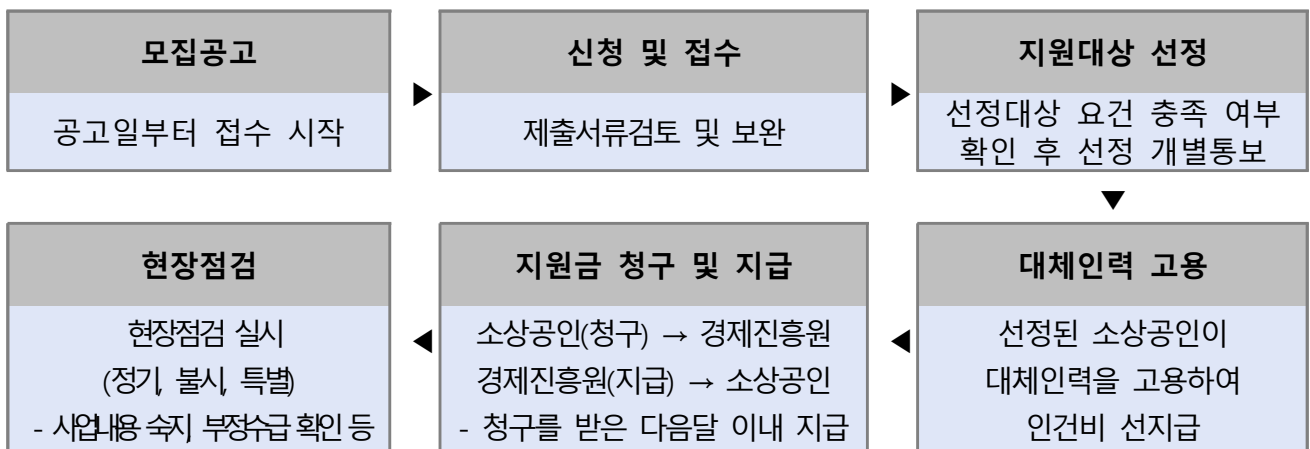 모집공고
공고일부터 접수 시작
▶
신청 및 접수
제출서류검토 및 보완
▶
지원대상 선정
선정대상 요건 충족 여부
확인 후 선정 개별통보
▼
대체인력 고용
선정된 소상공인이
대체인력을 고용하여
인건비 선지급
◀
지원금 청구 및 지급
소상공인(청구) → 경제진흥원
경제진흥원(지급) → 소상공인
- 청구를 받은 다음달 이내 지급
◀
현장점검
현장점검 실시
(정기, 불시, 특별)
- 사업내용 숙지, 부정수급 확인 등